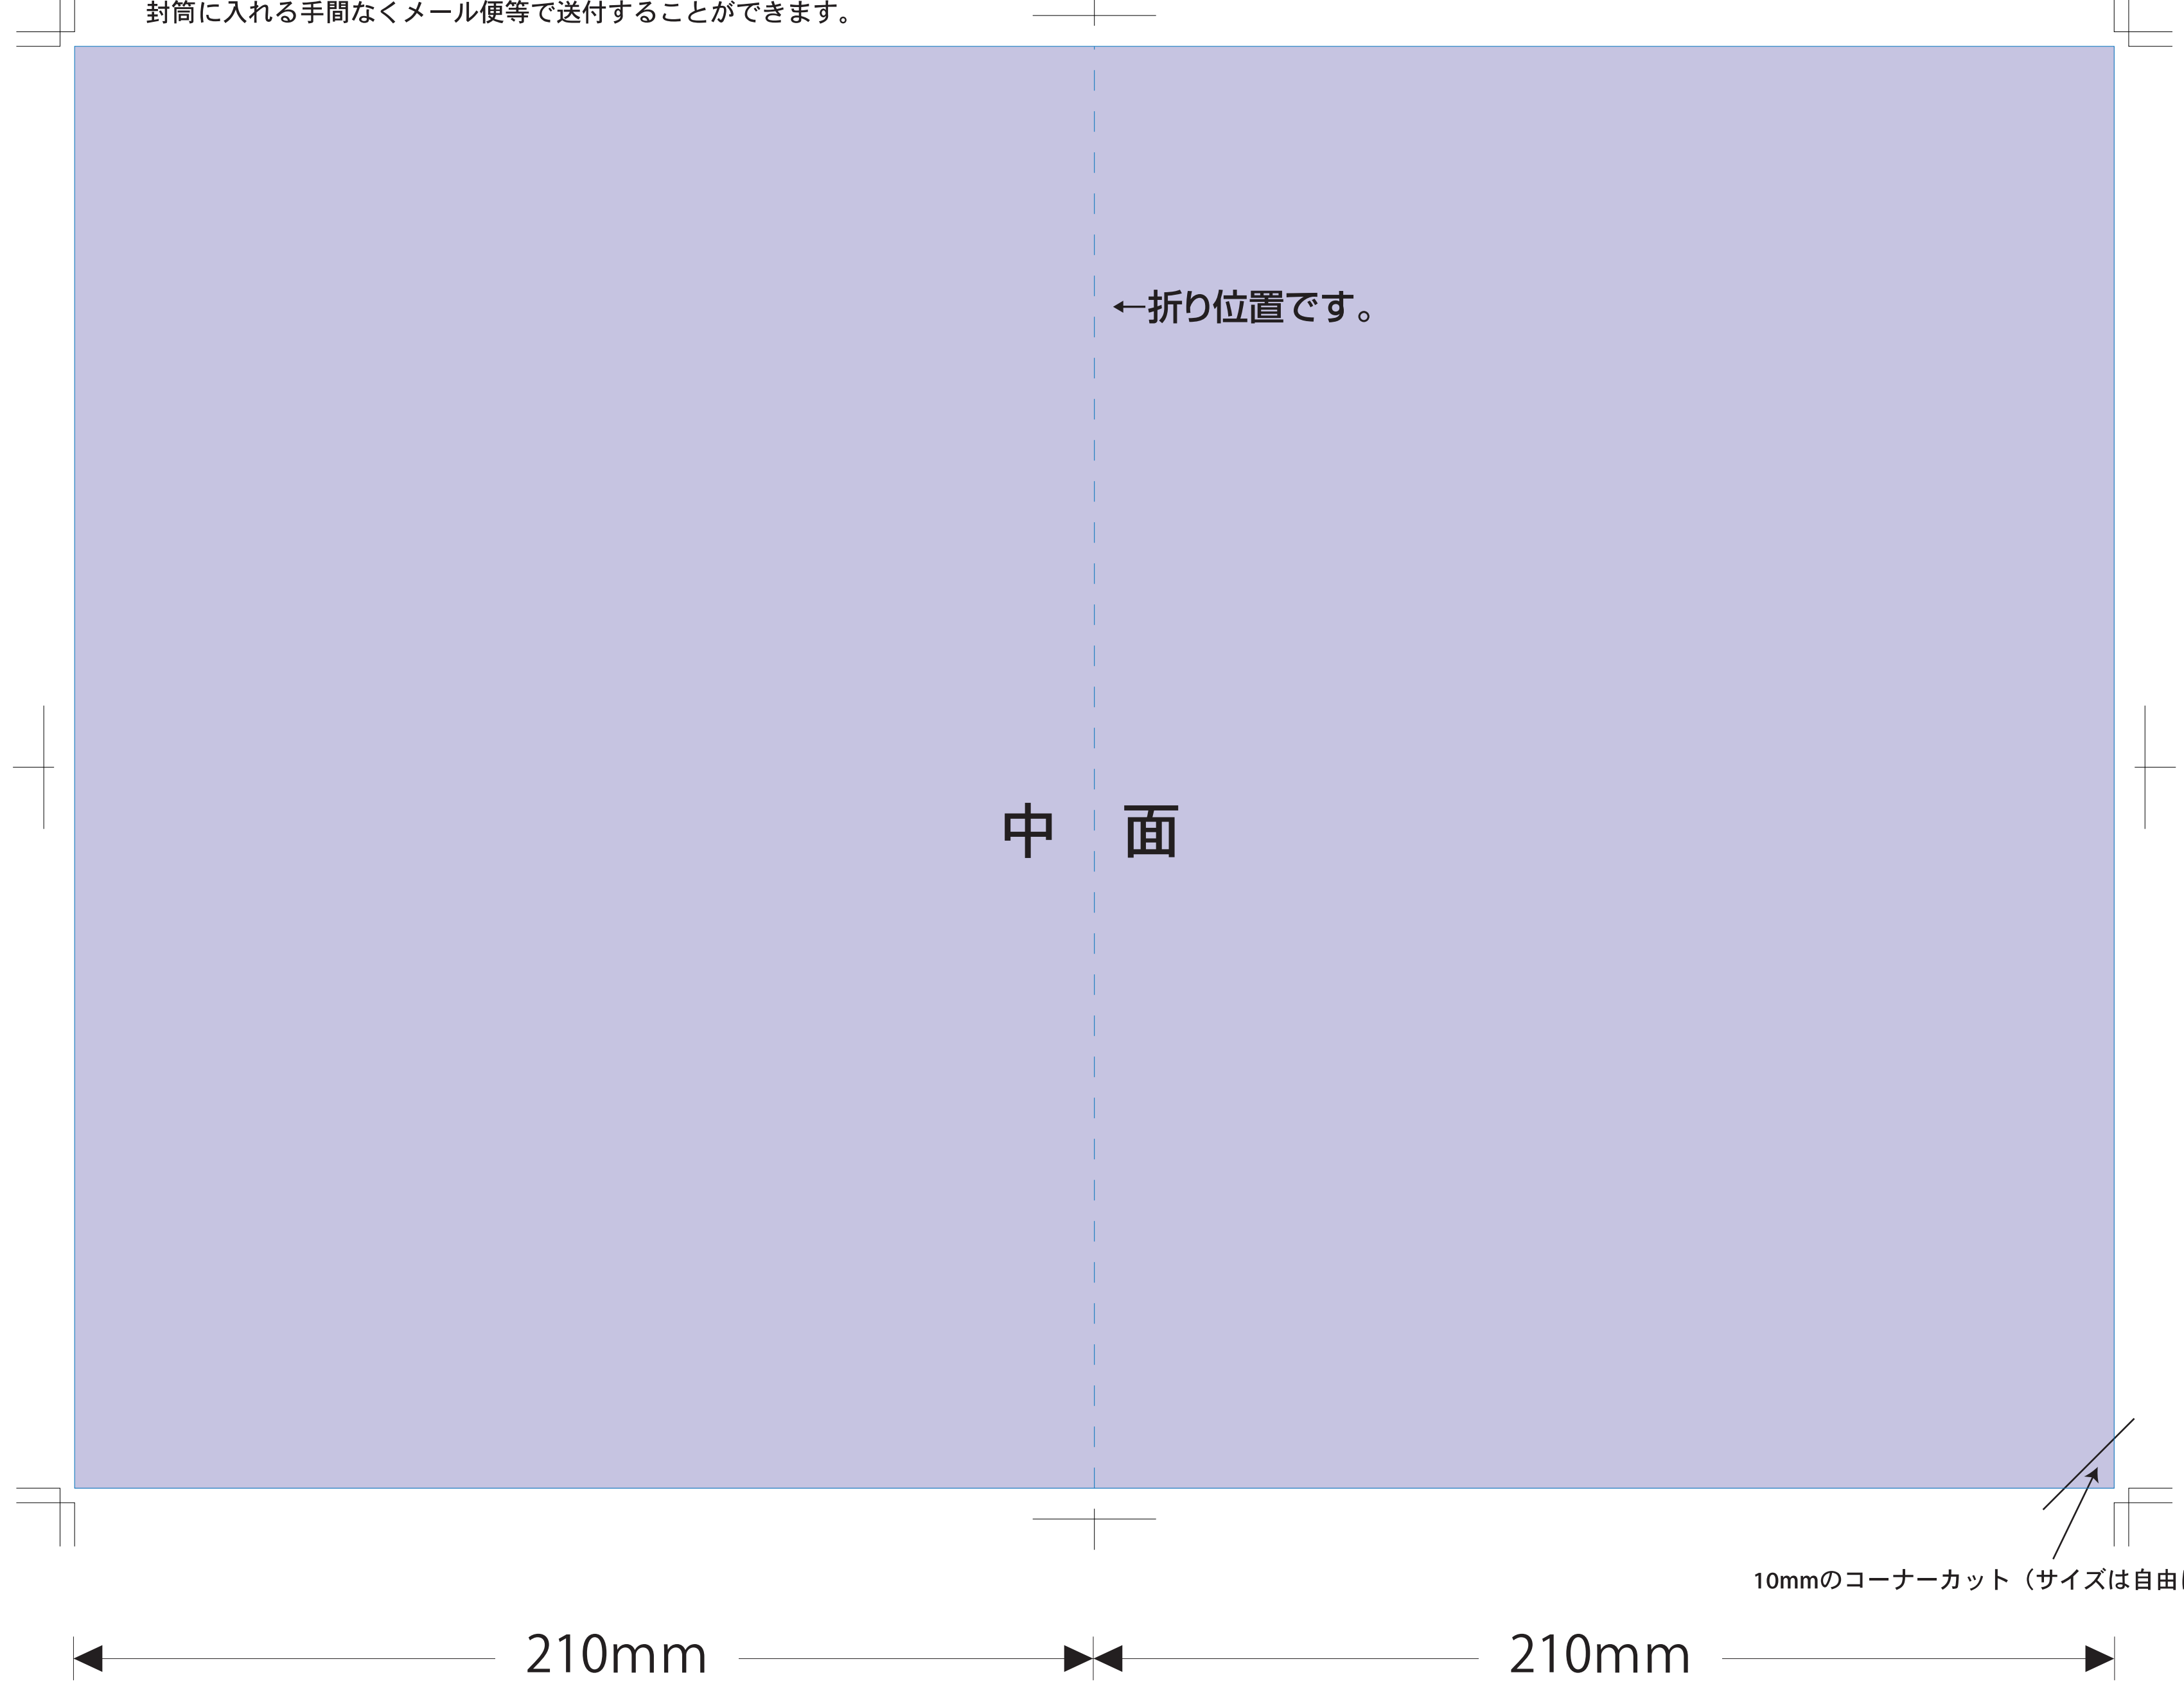 封筒に入れる手間なくメール便等で送付することができます。
←折り位置です。
中 面
10mmのコーナーカット（サイズは自由
210mm 210mm